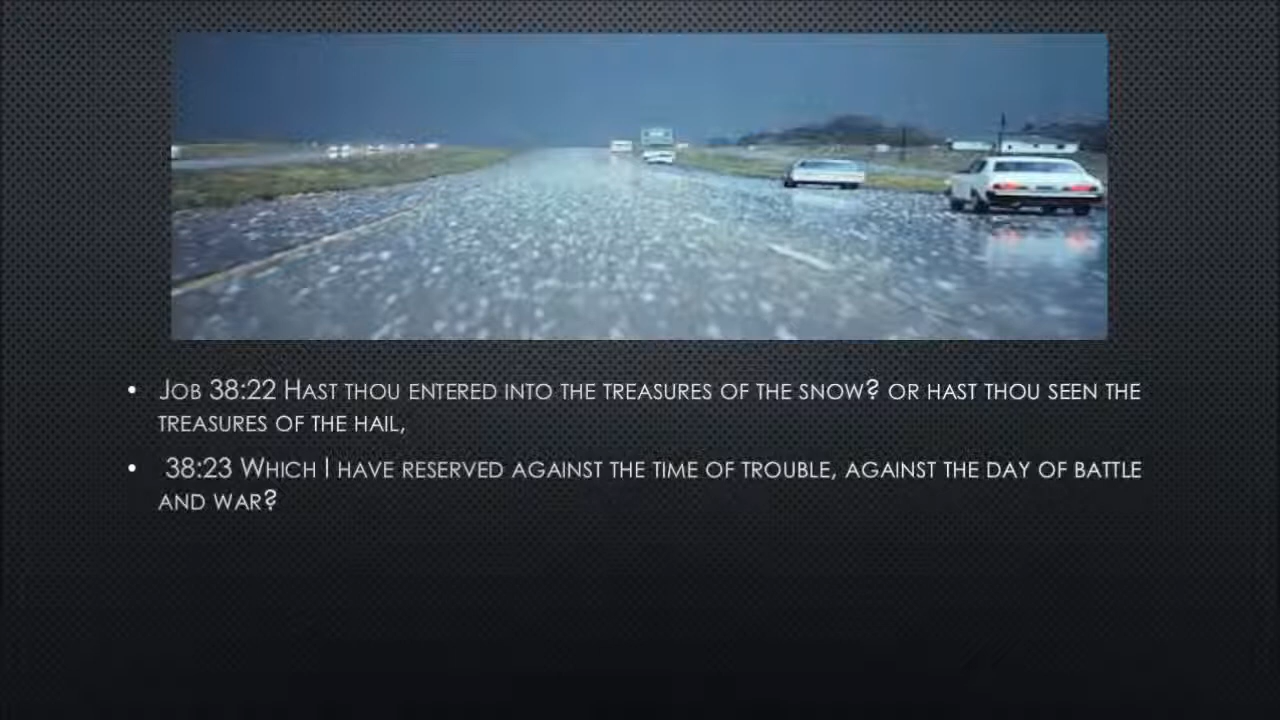 • Job 38:22 Hast thou entered into the treasures of the snow? or hast thou seen the
treasures of the hail,
• 38:23 Which I have reserved against the time of trouble, against the day of battle
and war?